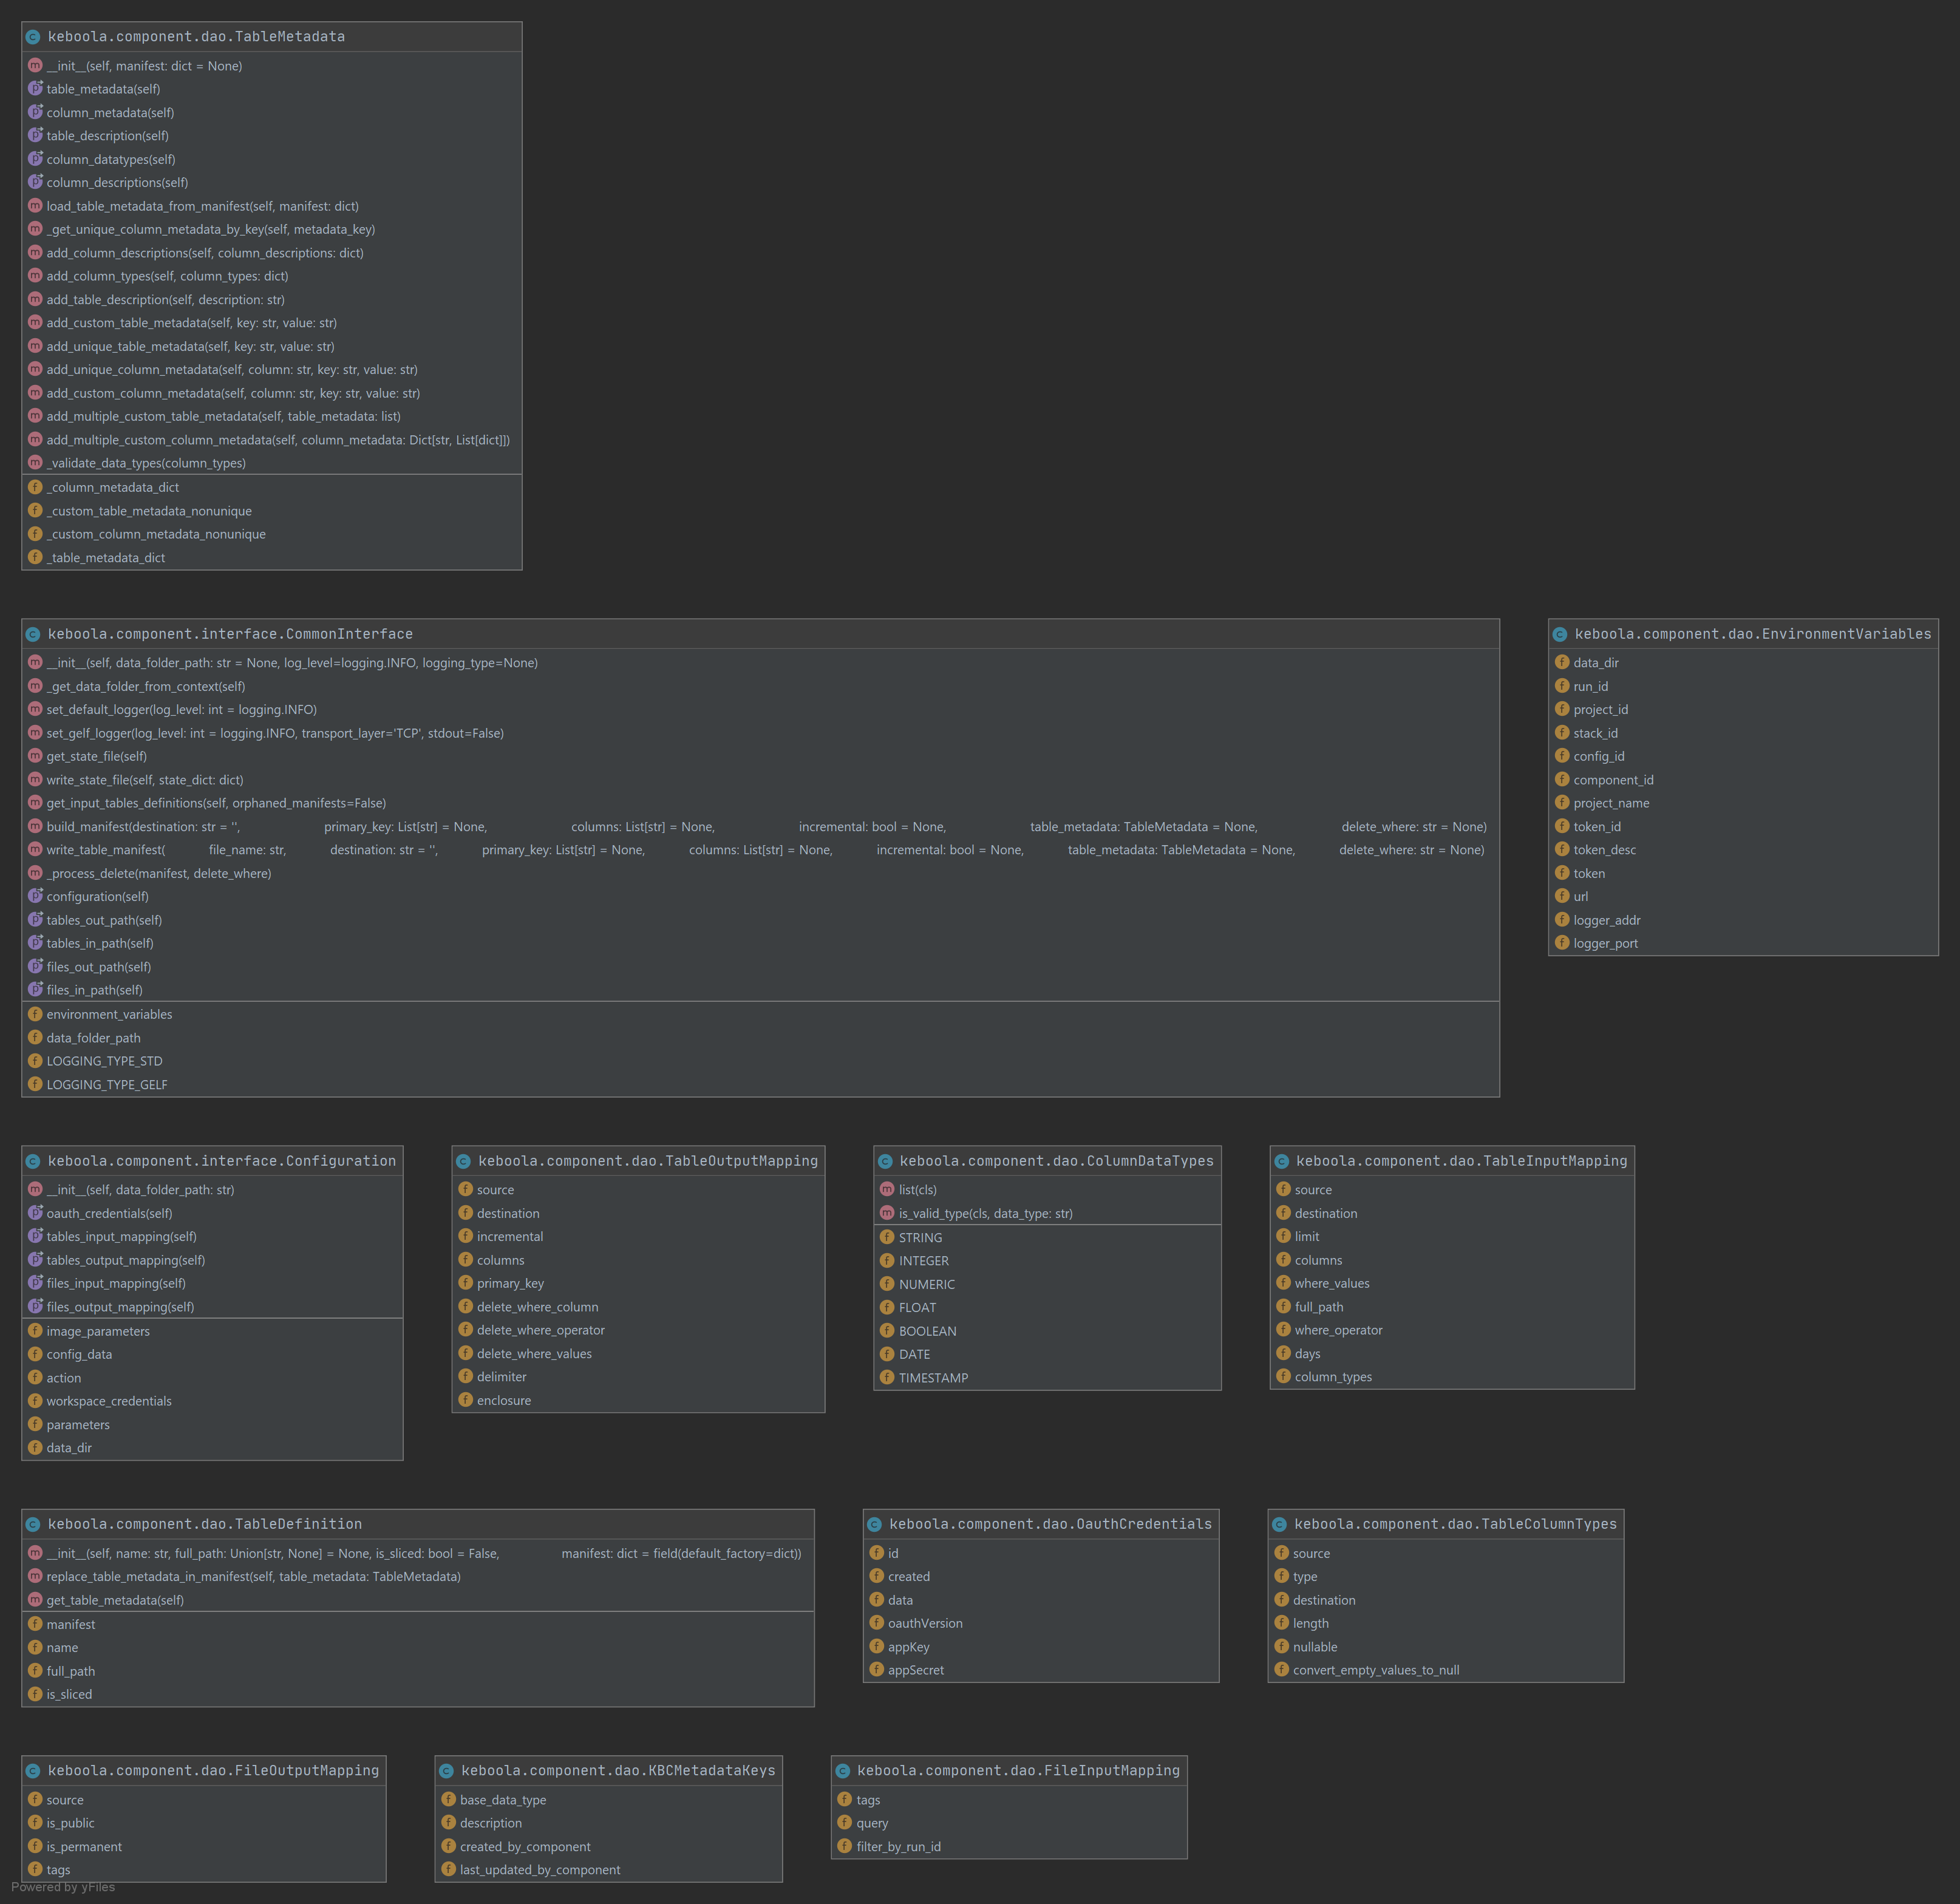 keboola.component.dao.TableMetadata
__init__(self, manifest: dict = None)
table_metadata(self)
column_metadata(self)
table_description(self)
column_datatypes(self)
column_descriptions(self)
load_table_metadata_from_manifest(self, manifest: dict)
_get_unique_column_metadata_by_key(self, metadata_key)
add_column_descriptions(self, column_descriptions: dict)
add_column_types(self, column_types: dict)
add_table_description(self, description: str)
add_custom_table_metadata(self, key: str, value: str)
add_unique_table_metadata(self, key: str, value: str)
add_unique_column_metadata(self, column: str, key: str, value: str)
add_custom_column_metadata(self, column: str, key: str, value: str)
add_multiple_custom_table_metadata(self, table_metadata: list)
add_multiple_custom_column_metadata(self, column_metadata: Dict[str, List[dict]])
_validate_data_types(column_types)
_column_metadata_dict
_custom_table_metadata_nonunique
_custom_column_metadata_nonunique
_table_metadata_dict
keboola.component.interface.CommonInterface
__init__(self, data_folder_path: str = None, log_level=logging.INFO, logging_type=None)
_get_data_folder_from_context(self)
set_default_logger(log_level: int = logging.INFO)
set_gelf_logger(log_level: int = logging.INFO, transport_layer='TCP', stdout=False)
get_state_file(self)
write_state_file(self, state_dict: dict)
get_input_tables_definitions(self, orphaned_manifests=False)
build_manifest(destination: str = '', primary_key: List[str] = None, columns: List[str] = None, incremental: bool = None, table_metadata: TableMetadata = None, delete_where: str = None)
write_table_manifest( file_name: str, destination: str = '', primary_key: List[str] = None, columns: List[str] = None, incremental: bool = None, table_metadata: TableMetadata = None, delete_where: str = None)
_process_delete(manifest, delete_where)
configuration(self)
tables_out_path(self)
tables_in_path(self)
files_out_path(self)
files_in_path(self)
environment_variables
data_folder_path
LOGGING_TYPE_STD
LOGGING_TYPE_GELF
keboola.component.dao.EnvironmentVariables
data_dir
run_id
project_id
stack_id
config_id
component_id
project_name
token_id
token_desc
token
url
logger_addr
logger_port
keboola.component.interface.Configuration
__init__(self, data_folder_path: str)
oauth_credentials(self)
tables_input_mapping(self)
tables_output_mapping(self)
files_input_mapping(self)
files_output_mapping(self)
image_parameters
config_data
action
workspace_credentials
parameters
data_dir
keboola.component.dao.TableOutputMapping
source
destination
incremental
columns
primary_key
delete_where_column
delete_where_operator
delete_where_values
delimiter
enclosure
keboola.component.dao.ColumnDataTypes
list(cls)
is_valid_type(cls, data_type: str)
STRING
INTEGER
NUMERIC
FLOAT
BOOLEAN
DATE
TIMESTAMP
keboola.component.dao.TableInputMapping
source
destination
limit
columns
where_values
full_path
where_operator
days
column_types
keboola.component.dao.TableDefinition
__init__(self, name: str, full_path: Union[str, None] = None, is_sliced: bool = False, manifest: dict = field(default_factory=dict))
replace_table_metadata_in_manifest(self, table_metadata: TableMetadata)
get_table_metadata(self)
manifest
name
full_path
is_sliced
keboola.component.dao.OauthCredentials
id
created
data
oauthVersion
appKey
appSecret
keboola.component.dao.TableColumnTypes
source
type
destination
length
nullable
convert_empty_values_to_null
keboola.component.dao.FileOutputMapping
source
is_public
is_permanent
tags
keboola.component.dao.KBCMetadataKeys
base_data_type
description
created_by_component
last_updated_by_component
keboola.component.dao.FileInputMapping
tags
query
filter_by_run_id
Powered by yFiles